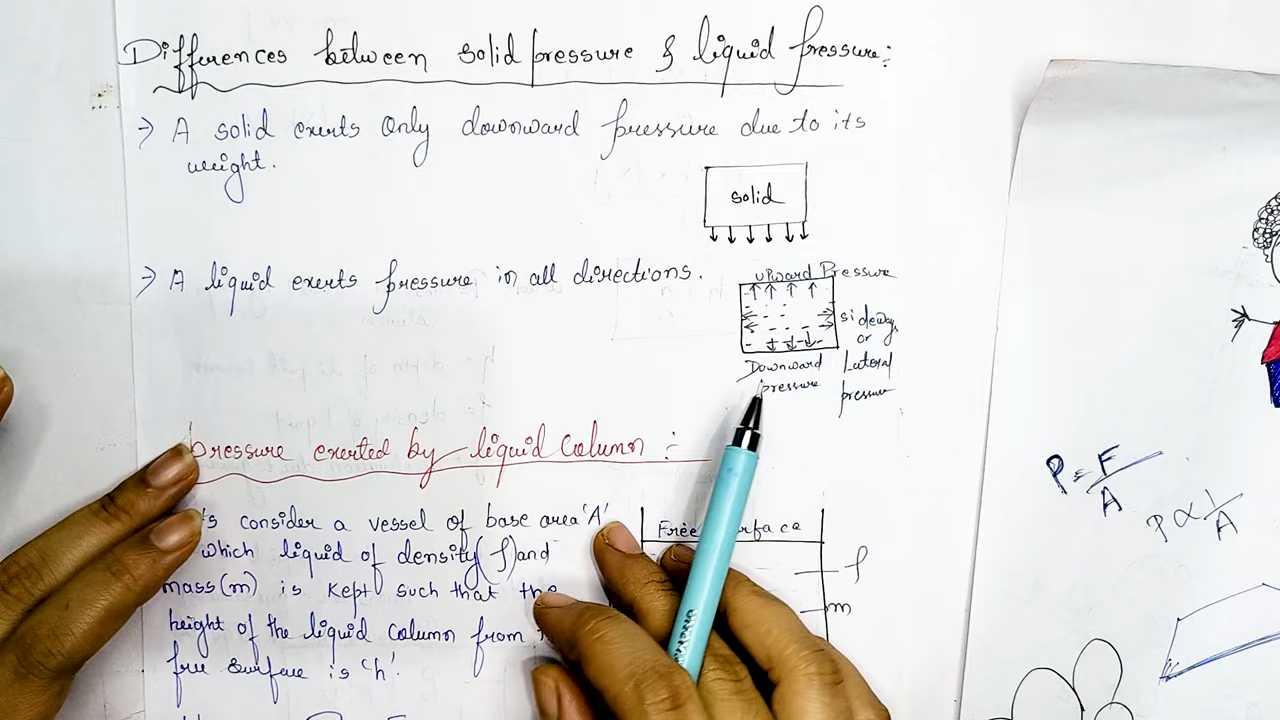 Differences between solid pressure & liquid pressure:
→ A solid exerts only downward pressure due to its
weight.
solid
→ A liquid exerts pressure in all directions.
upward Pressure
sideways
or
Lateral
pressure
Downward
pressure
Pressure exerted by liquid column :-
consider a vessel of base area 'A'
which liquid of density (ρ) and
mass (m) is kept such that the
height of the liquid column from
free surface is 'h'.
Free
ρ
m
P = F/A
P ∝ 1/A